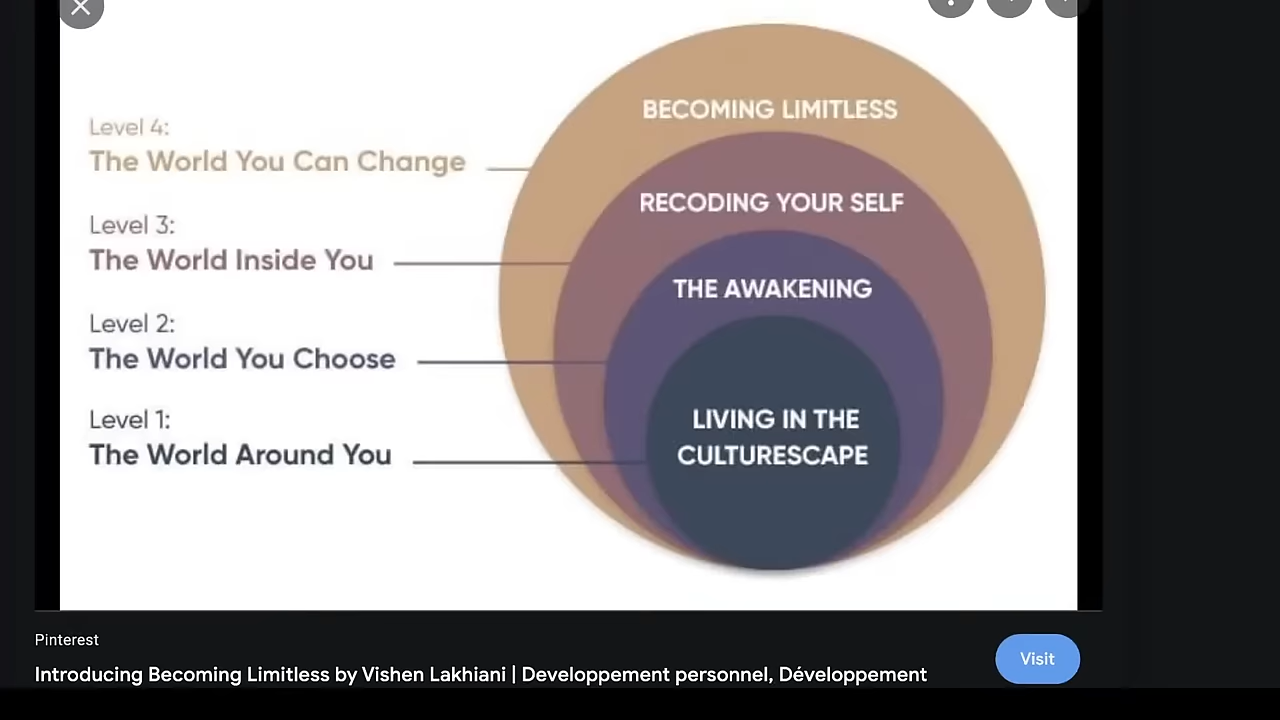 Level 4:
The World You Can Change
Level 3:
The World Inside You
Level 2:
The World You Choose
Level 1:
The World Around You
BECOMING LIMITLESS
RECODING YOUR SELF
THE AWAKENING
LIVING IN THE
CULTURESCAPE
Pinterest
Introducing Becoming Limitless by Vishen Lakhiani | Developpement personnel, Développement
Visit